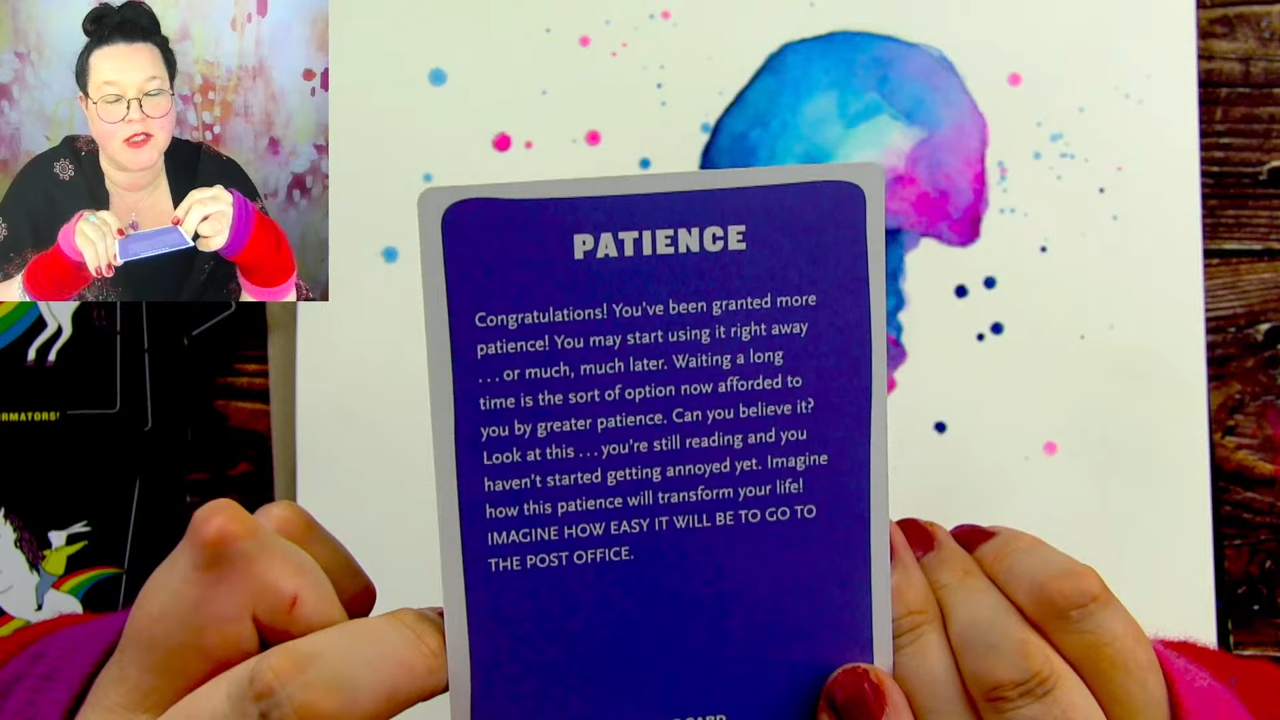 PATIENCE
Congratulations! You've been granted more
patience! You may start using it right away
...or much, much later. Waiting a long
time is the sort of option now afforded to
you by greater patience. Can you believe it?
Look at this...you're still reading and you
haven't started getting annoyed yet. Imagine
how this patience will transform your life!
IMAGINE HOW EASY IT WILL BE TO GO TO
THE POST OFFICE.